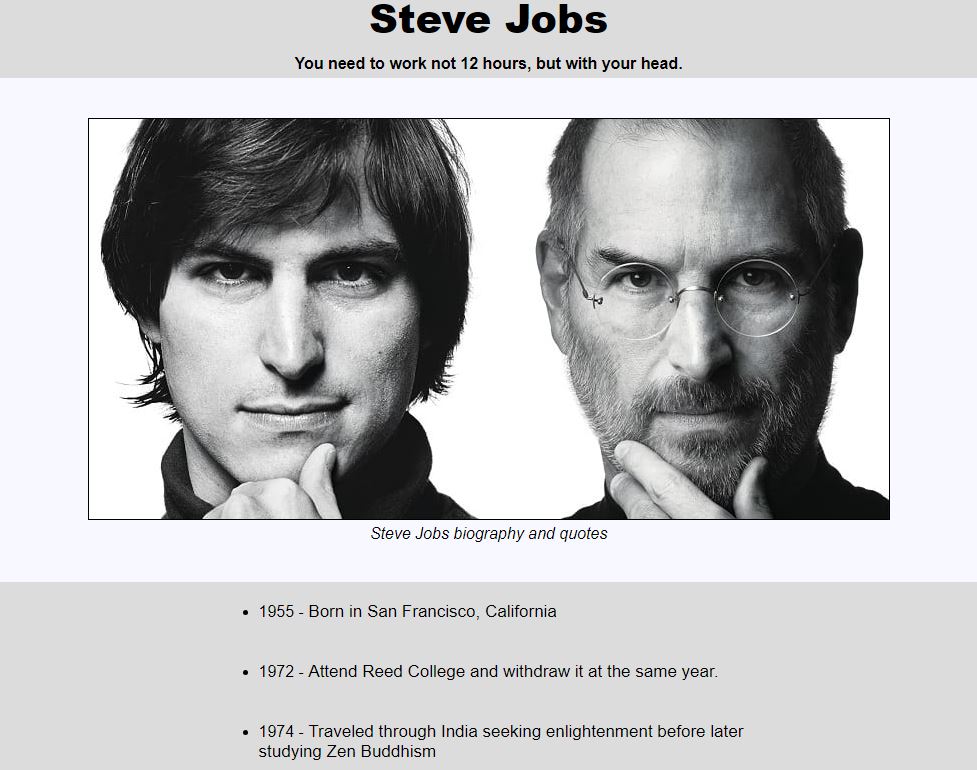 Steve Jobs
You need to work not 12 hours, but with your head.
Steve Jobs biography and quotes
• 1955 - Born in San Francisco, California
• 1972 - Attend Reed College and withdraw it at the same year.
• 1974 - Traveled through India seeking enlightenment before later
studying Zen Buddhism